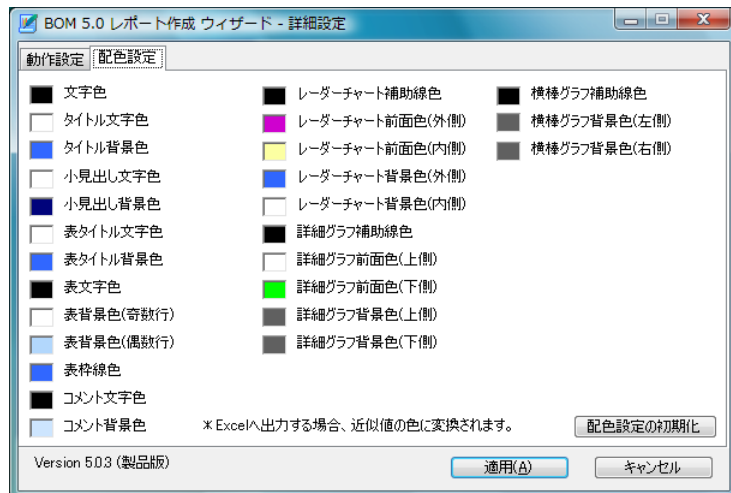 BOM 5.0 レポート作成 ウィザード - 詳細設定
動作設定 配色設定
文字色
タイトル文字色
タイトル背景色
小見出し文字色
小見出し背景色
表タイトル文字色
表タイトル背景色
表文字色
表背景色(奇数行)
表背景色(偶数行)
表枠線色
コメント文字色
コメント背景色
レーダーチャート補助線色
レーダーチャート前面色(外側)
レーダーチャート前面色(内側)
レーダーチャート背景色(外側)
レーダーチャート背景色(内側)
詳細グラフ補助線色
詳細グラフ前面色(上側)
詳細グラフ前面色(下側)
詳細グラフ背景色(上側)
詳細グラフ背景色(下側)
横棒グラフ補助線色
横棒グラフ背景色(左側)
横棒グラフ背景色(右側)
*Excelへ出力する場合、近似値の色に変換されます。
配色設定の初期化
Version 5.0.3 (製品版)
適用(A)
キャンセル